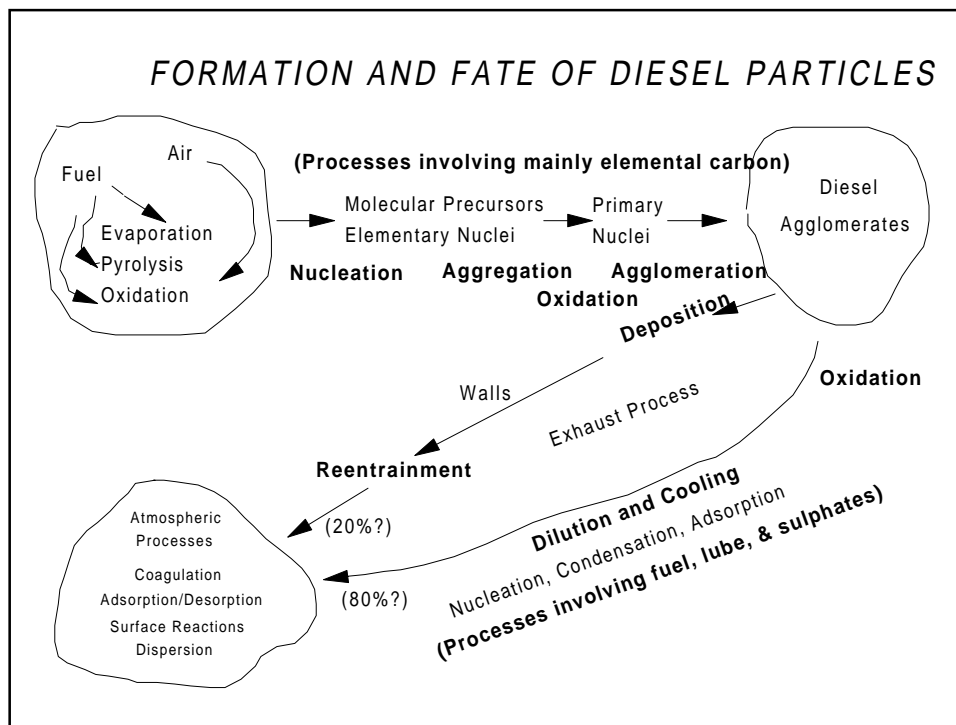 FORMATION AND FATE OF DIESEL PARTICLES
Air
Fuel
Evaporation
Pyrolysis
Oxidation
(Processes involving mainly elemental carbon)
Molecular Precursors
Elementary Nuclei
Primary
Nuclei
Nucleation
Aggregation
Agglomeration
Oxidation
Diesel
Agglomerates
Deposition
Oxidation
Walls
Exhaust Process
Reentrainment
(20%?)
Dilution and Cooling
Nucleation, Condensation, Adsorption
(Processes involving fuel, lube, & sulphates)
(80%?)
Atmospheric
Processes
Coagulation
Adsorption/Desorption
Surface Reactions
Dispersion